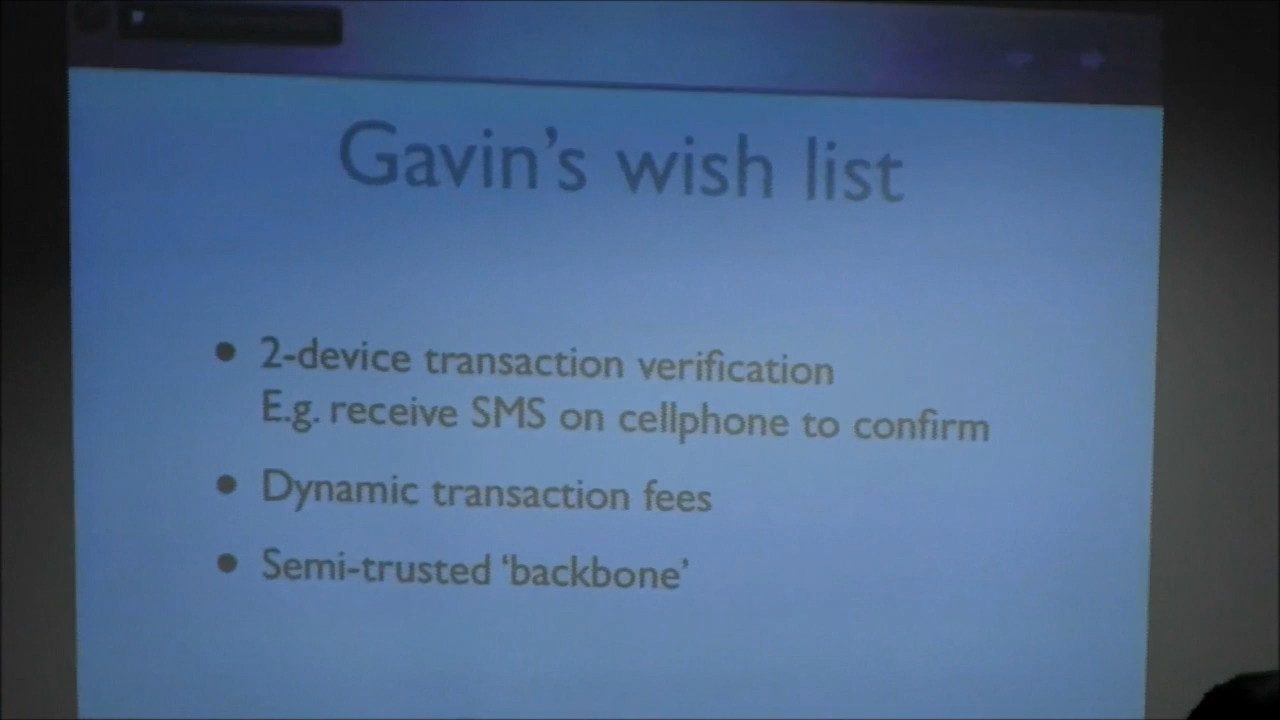 Gavin's wish list
• 2-device transaction verification
E.g. receive SMS on cellphone to confirm
• Dynamic transaction fees
• Semi-trusted ‘backbone’